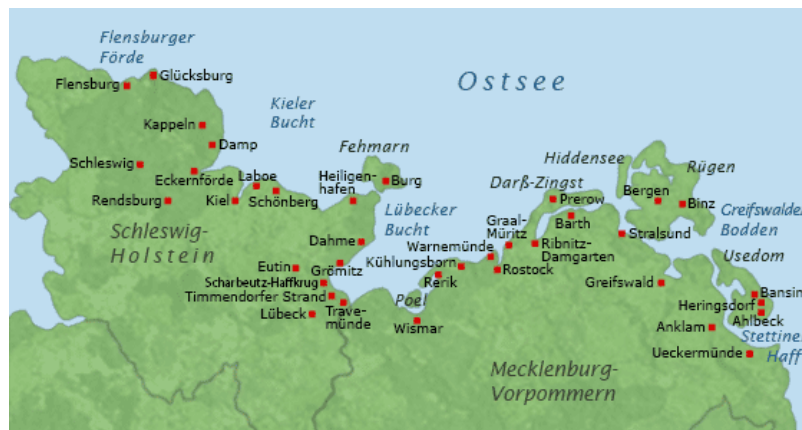 Flensburger
Förde
Glücksburg
Flensburg
Ostsee
Kieler
Bucht
Kappeln
Damp
Fehmarn
Schleswig
Eckernförde
Laboe
Heiligen-
hafen
Burg
Hiddensee
Rügen
Darß-Zingst
Bergen
Binz
Rendsburg
Kiel
Schönberg
Prerow
Lübecker
Bucht
Greifswalder
Bodden
Schleswig-
Holstein
Graal-
Müritz
Barth
Stralsund
Dahme
Warnemünde
Ribnitz-
Damgarten
Usedom
Eutin
Grömitz
Kühlungsborn
Rostock
Scharbeutz-Haffkrug
Rerik
Greifswald
Timmendorfer Strand
Poel
Bansin
Heringsdorf
Lübeck
Trave-
münde
Wismar
Ahlbeck
Anklam
Stettiner
Haff
Ueckermünde
Mecklenburg-
Vorpommern